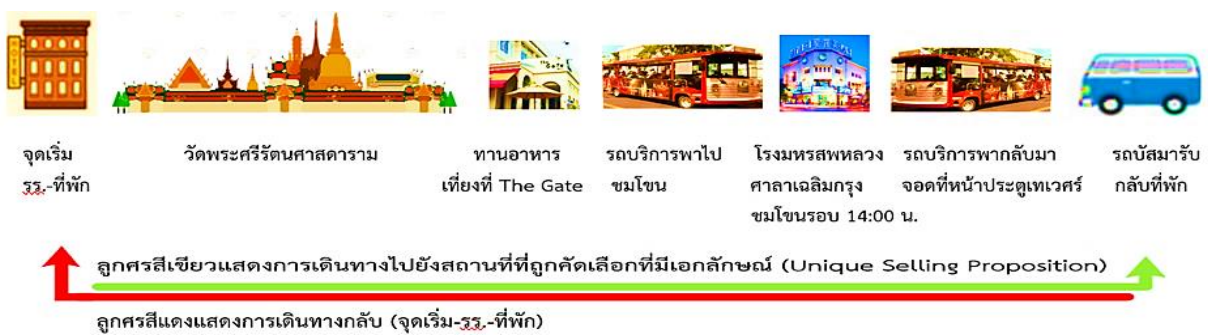 จุดเริ่ม
รร.-ที่พัก
วัดพระศรีรัตนศาสดาราม
ทานอาหาร
เที่ยงที่ The Gate
รถบริการพาไป
ชมโขน
โรงมหรสพหลวง
ศาลาเฉลิมกรุง
ชมโขนรอบ 14:00 น.
รถบริการพากลับมา
จอดที่หน้าประตูเทเวศร์
รถบัสมารับ
กลับที่พัก
ลูกศรสีเขียวแสดงการเดินทางไปยังสถานที่ที่ถูกคัดเลือกที่มีเอกลักษณ์ (Unique Selling Proposition)
ลูกศรสีแดงแสดงการเดินทางกลับ (จุดเริ่ม-รร.-ที่พัก)